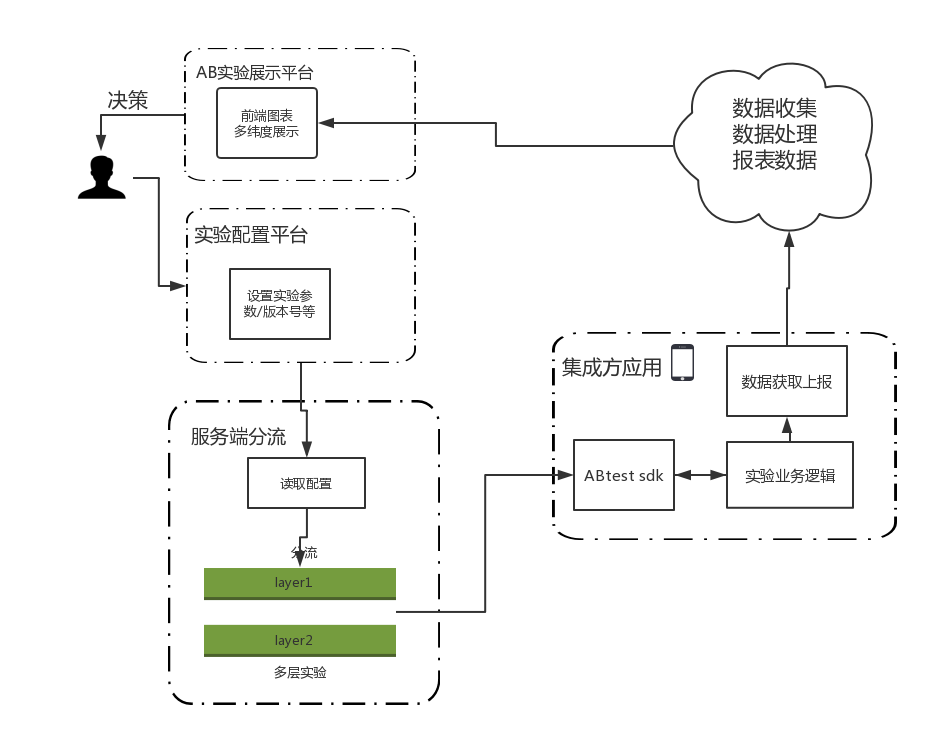 AB实验展示平台
决策
前端图表
多纬度展示
数据收集
数据处理
报表数据
实验配置平台
设置实验参
数/版本号等
集成方应用
数据获取上报
服务端分流
读取配置
ABtest sdk
实验业务逻辑
分流
layer1
layer2
多层实验